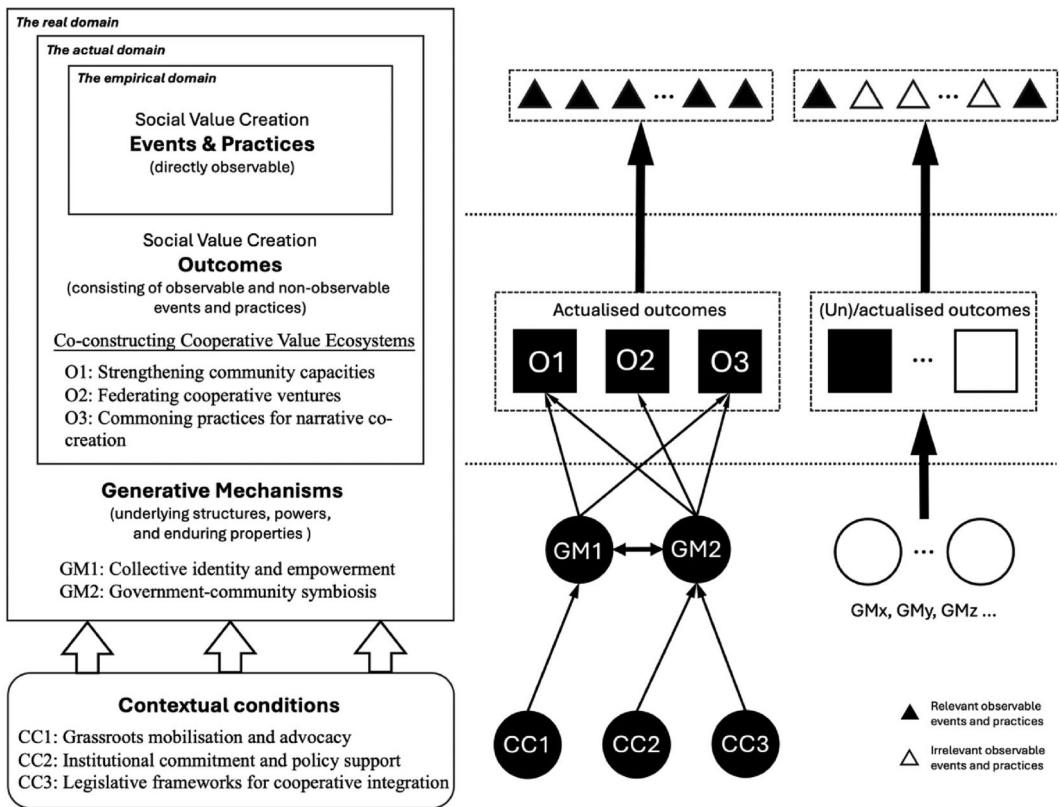 The real domain
The actual domain
The empirical domain
Social Value Creation
Events & Practices
(directly observable)
Social Value Creation
Outcomes
(consisting of observable and non-observable
events and practices)
Co-constructing Cooperative Value Ecosystems
O1: Strengthening community capacities
O2: Federating cooperative ventures
O3: Commoning practices for narrative co-
creation
Generative Mechanisms
(underlying structures, powers,
and enduring properties )
GM1: Collective identity and empowerment
GM2: Government-community symbiosis
Contextual conditions
CC1: Grassroots mobilisation and advocacy
CC2: Institutional commitment and policy support
CC3: Legislative frameworks for cooperative integration
...
...
Actualised outcomes
O1 O2 O3
(Un)/actualised outcomes
...
GM1 GM2
...
GMx, GMy, GMz ...
CC1 CC2 CC3
Relevant observable
events and practices
Irrelevant observable
events and practices